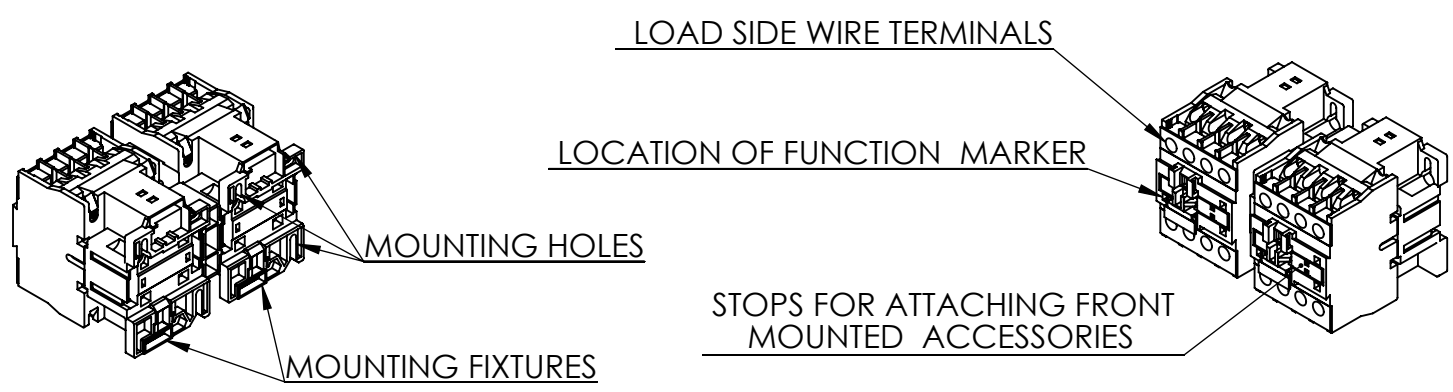 LOAD SIDE WIRE TERMINALS
LOCATION OF FUNCTION MARKER
MOUNTING HOLES
STOPS FOR ATTACHING FRONT
MOUNTED ACCESSORIES
MOUNTING FIXTURES